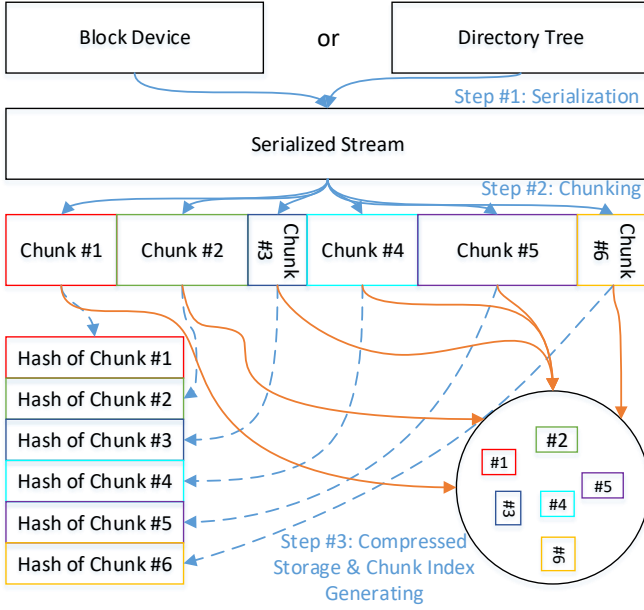 Block Device
or
Directory Tree
Step #1: Serialization
Serialized Stream
Step #2: Chunking
Chunk #1
Chunk #2
Chunk
#3
Chunk #4
Chunk #5
Chunk
#6
Hash of Chunk #1
Hash of Chunk #2
Hash of Chunk #3
Hash of Chunk #4
Hash of Chunk #5
Hash of Chunk #6
#2
#1
#5
#3
#4
#6
Step #3: Compressed
Storage & Chunk Index
Generating